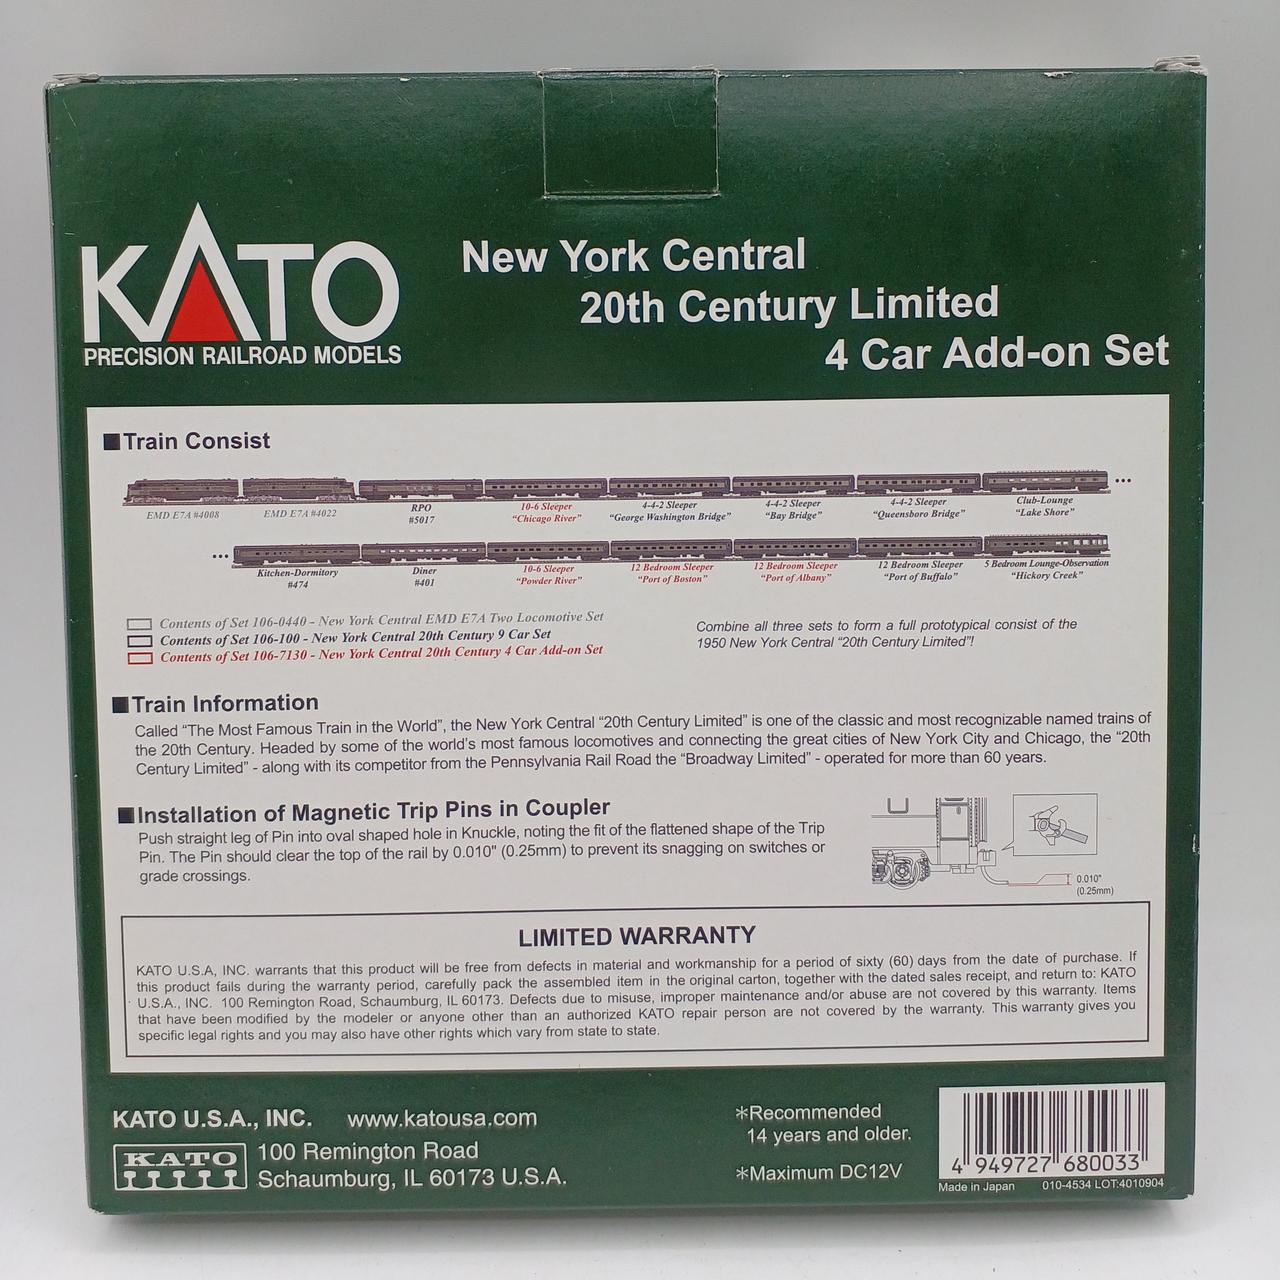 KATO
PRECISION RAILROAD MODELS
New York Central
20th Century Limited
4 Car Add-on Set
Train Consist
EMD E7A #4008
EMD E7A #4022
RPO
#5017
10-6 Sleeper
“Chicago River”
4-4-2 Sleeper
“George Washington Bridge”
4-4-2 Sleeper
“Bay Bridge”
4-4-2 Sleeper
“Queensboro Bridge”
Club-Lounge
“Lake Shore”
...
...
Kitchen-Dormitory
#474
Diner
#401
10-6 Sleeper
“Powder River”
12 Bedroom Sleeper
“Port of Boston”
12 Bedroom Sleeper
“Port of Albany”
12 Bedroom Sleeper
“Port of Buffalo”
5 Bedroom Lounge-Observation
“Hickory Creek”
Contents of Set 106-0440 - New York Central EMD E7A Two Locomotive Set
Contents of Set 106-100 - New York Central 20th Century 9 Car Set
Contents of Set 106-7130 - New York Central 20th Century 4 Car Add-on Set
Combine all three sets to form a full prototypical consist of the
1950 New York Central “20th Century Limited”!
Train Information
Called “The Most Famous Train in the World”, the New York Central “20th Century Limited” is one of the classic and most recognizable named trains of
the 20th Century. Headed by some of the world’s most famous locomotives and connecting the great cities of New York City and Chicago, the “20th
Century Limited” - along with its competitor from the Pennsylvania Rail Road the “Broadway Limited” - operated for more than 60 years.
Installation of Magnetic Trip Pins in Coupler
Push straight leg of Pin into oval shaped hole in Knuckle, noting the fit of the flattened shape of the Trip
Pin. The Pin should clear the top of the rail by 0.010" (0.25mm) to prevent its snagging on switches or
grade crossings.
0.010"
(0.25mm)
LIMITED WARRANTY
KATO U.S.A, INC. warrants that this product will be free from defects in material and workmanship for a period of sixty (60) days from the date of purchase. If
this product fails during the warranty period, carefully pack the assembled item in the original carton, together with the dated sales receipt, and return to: KATO
U.S.A., INC. 100 Remington Road, Schaumburg, IL 60173. Defects due to misuse, improper maintenance and/or abuse are not covered by this warranty. Items
that have been modified by the modeler or anyone other than an authorized KATO repair person are not covered by the warranty. This warranty gives you
specific legal rights and you may also have other rights which vary from state to state.
KATO U.S.A., INC. www.katousa.com
KATO
100 Remington Road
Schaumburg, IL 60173 U.S.A.
*Recommended
14 years and older.
*Maximum DC12V
4 949727 680033
Made in Japan 010-4534 LOT:4010904